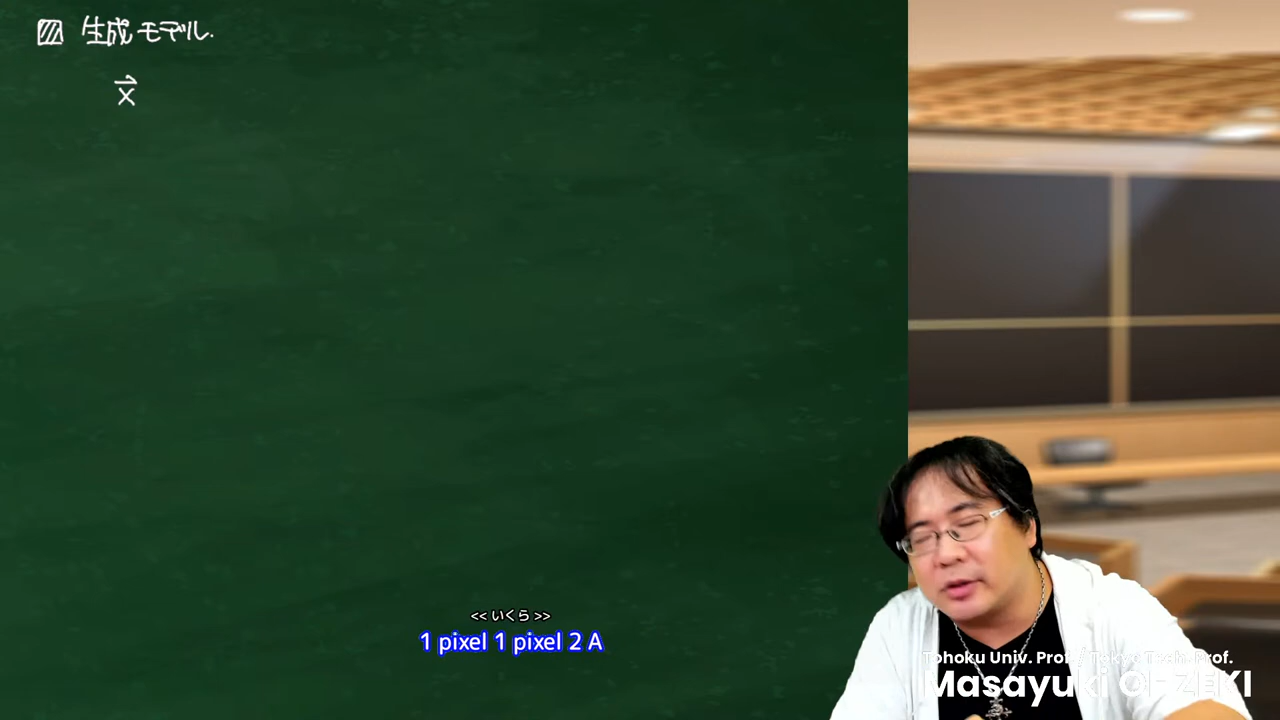 生成モデル.
x
<<いくら>>
1 pixel 1 pixel 2 A
Tohoku Univ. Prof. / Tokyo Tech. Prof.
Masayuki OHZEKI